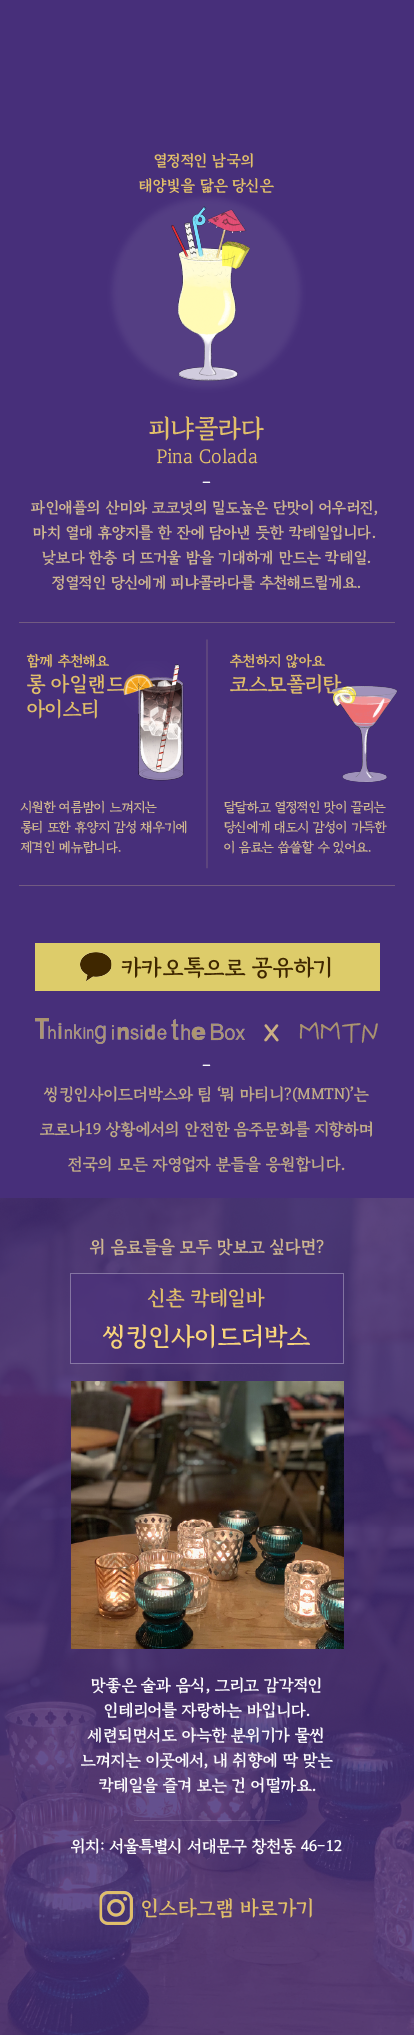 열정적인 남국의
태양빛을 닮은 당신은
피냐콜라다
Pina Colada
파인애플의 산미와 코코넛의 밀도높은 단맛이 어우러진,
마치 열대 휴양지를 한 잔에 담아낸 듯한 칵테일입니다.
낮보다 한층 더 뜨거울 밤을 기대하게 만드는 칵테일.
정열적인 당신에게 피냐콜라다를 추천해드릴게요.
함께 추천해요
롱 아일랜드
아이스티
시원한 여름밤이 느껴지는
롱티 또한 휴양지 감성 채우기에
제격인 메뉴랍니다.
추천하지 않아요
코스모폴리탄
달달하고 열정적인 맛이 끌리는
당신에게 대도시 감성이 가득한
이 음료는 씁쓸할 수 있어요.
카카오톡으로 공유하기
Thinking inside the Box X MMTN
씽킹인사이드더박스와 팀 ‘뭐 마티니?(MMTN)’는
코로나19 상황에서의 안전한 음주문화를 지향하며
전국의 모든 자영업자 분들을 응원합니다.
위 음료들을 모두 맛보고 싶다면?
신촌 칵테일바
씽킹인사이드더박스
맛좋은 술과 음식, 그리고 감각적인
인테리어를 자랑하는 바입니다.
세련되면서도 아늑한 분위기가 물씬
느껴지는 이곳에서, 내 취향에 딱 맞는
칵테일을 즐겨 보는 건 어떨까요.
위치: 서울특별시 서대문구 창천동 46-12
인스타그램 바로가기